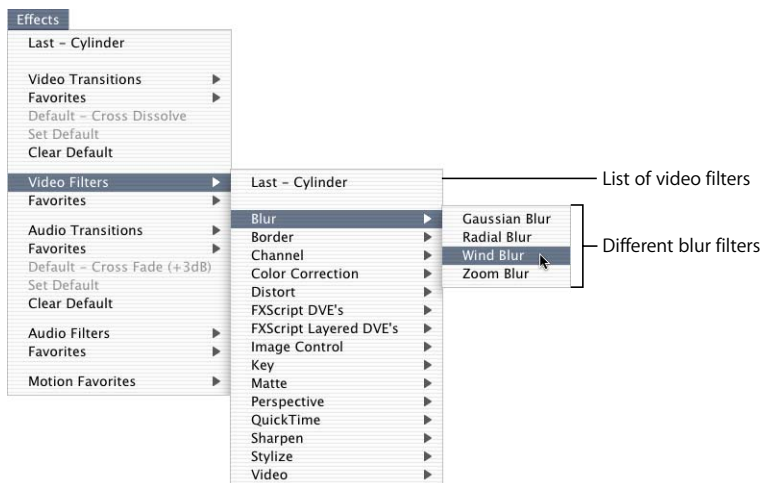 Effects
Last – Cylinder
Video Transitions
Favorites
Default – Cross Dissolve
Set Default
Clear Default
Video Filters
Favorites
Audio Transitions
Favorites
Default – Cross Fade (+3dB)
Set Default
Clear Default
Audio Filters
Favorites
Motion Favorites
Last – Cylinder
Blur
Border
Channel
Color Correction
Distort
FXScript DVE's
FXScript Layered DVE's
Image Control
Key
Matte
Perspective
QuickTime
Sharpen
Stylize
Video
Gaussian Blur
Radial Blur
Wind Blur
Zoom Blur
List of video filters
Different blur filters